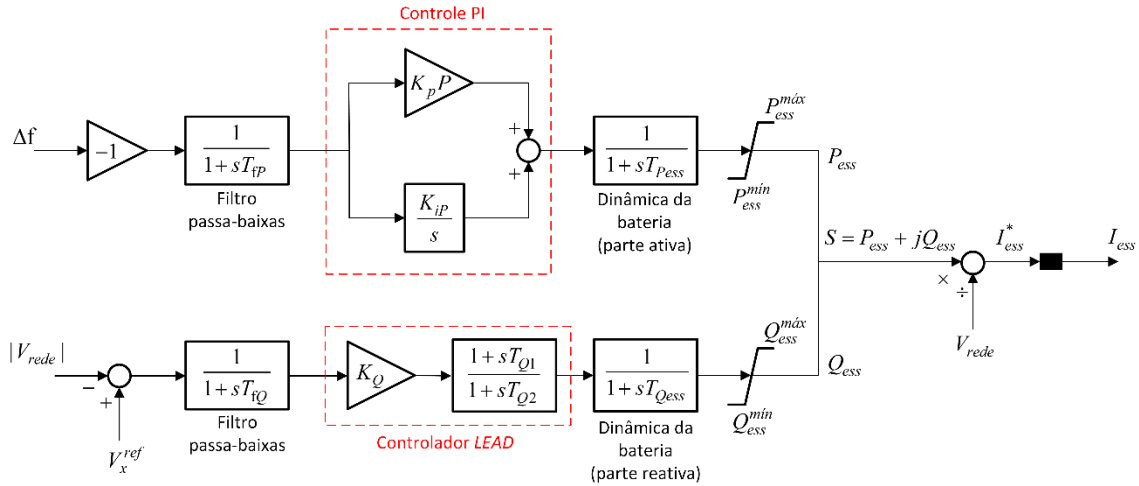 Controle PI
K_p P
Δf
−1
1
1 + sT_fP
Filtro
passa-baixas
K_iP
s
+
+
1
1 + sT_Pess
Dinâmica da
bateria
(parte ativa)
P_ess^máx
P_ess^mín
P_ess
S = P_ess + jQ_ess
×
÷
V_rede
I_ess^*
I_ess
|V_rede|
−
+
V_x^ref
1
1 + sT_fQ
Filtro
passa-baixas
K_Q
1 + sT_Q1
1 + sT_Q2
Controlador LEAD
1
1 + sT_Qess
Dinâmica da
bateria
(parte reativa)
Q_ess^máx
Q_ess^mín
Q_ess